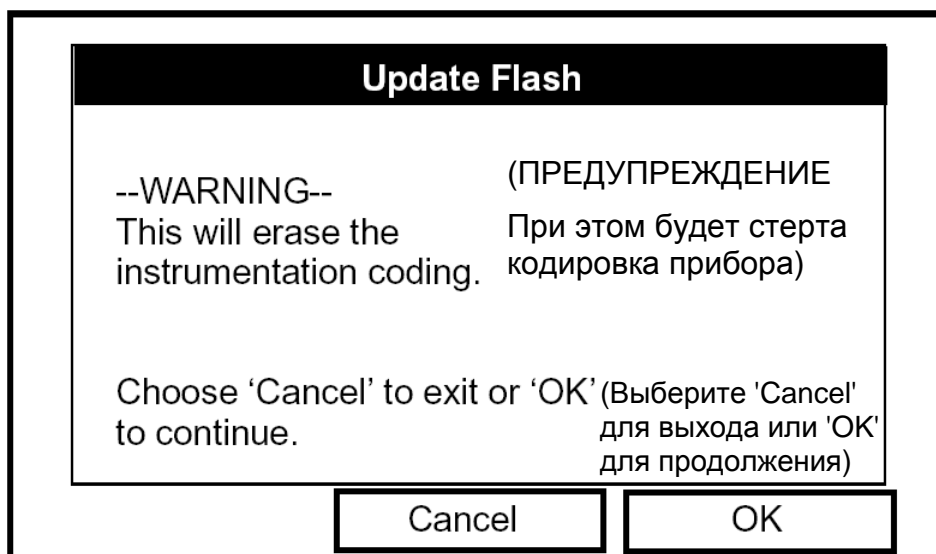 Update Flash
--WARNING--
This will erase the
instrumentation coding.
(ПРЕДУПРЕЖДЕНИЕ
При этом будет стерта
кодировка прибора)
Choose ‘Cancel’ to exit or ‘OK’
to continue.
(Выберите 'Cancel'
для выхода или 'OK'
для продолжения)
Cancel
OK